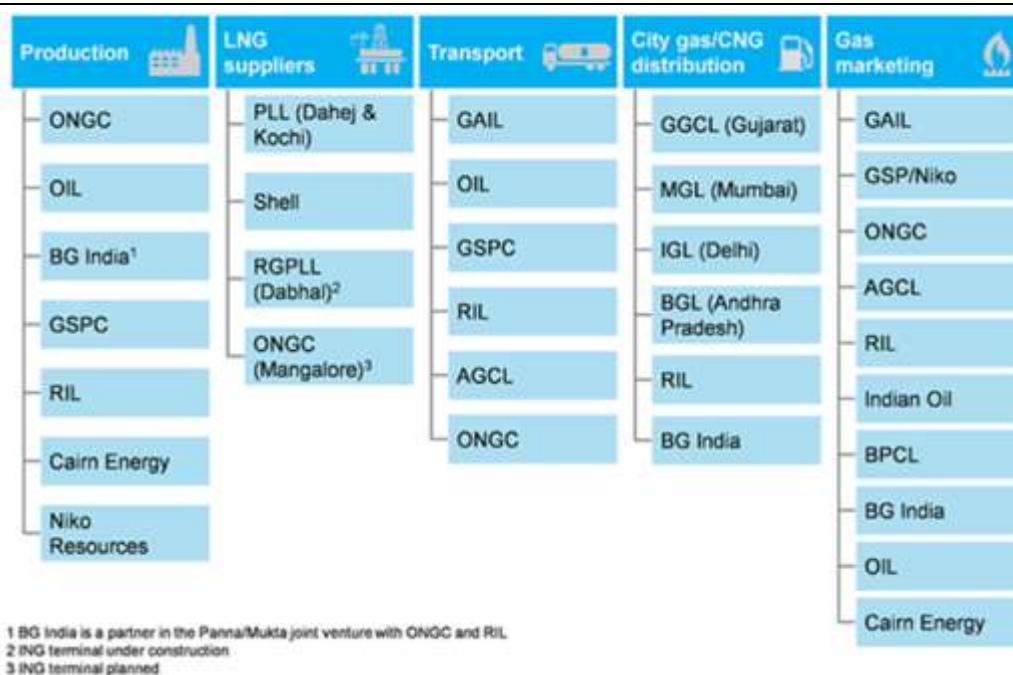 Production
ONGC
OIL
BG India¹
GSPC
RIL
Cairn Energy
Niko
Resources
LNG
suppliers
PLL (Dahej &
Kochi)
Shell
RGPLL
(Dabhal)²
ONGC
(Mangalore)³
Transport
GAIL
OIL
GSPC
RIL
AGCL
ONGC
City gas/CNG
distribution
GGCL (Gujarat)
MGL (Mumbai)
IGL (Delhi)
BGL (Andhra
Pradesh)
RIL
BG India
Gas
marketing
GAIL
GSP/Niko
ONGC
AGCL
RIL
Indian Oil
BPCL
BG India
OIL
Cairn Energy
1 BG India is a partner in the Panna/Mukta joint venture with ONGC and RIL
2 ING terminal under construction
3 ING terminal planned